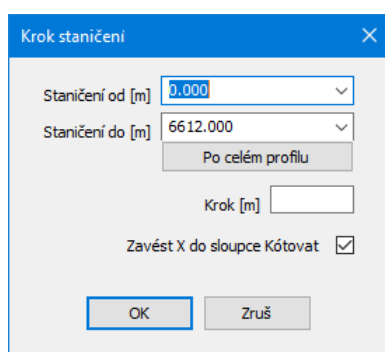 Krok staničení
Staničení od [m] 0.000
Staničení do [m] 6612.000
Po celém profilu
Krok [m]
Zavést X do sloupce Kótovat
OK Zruš